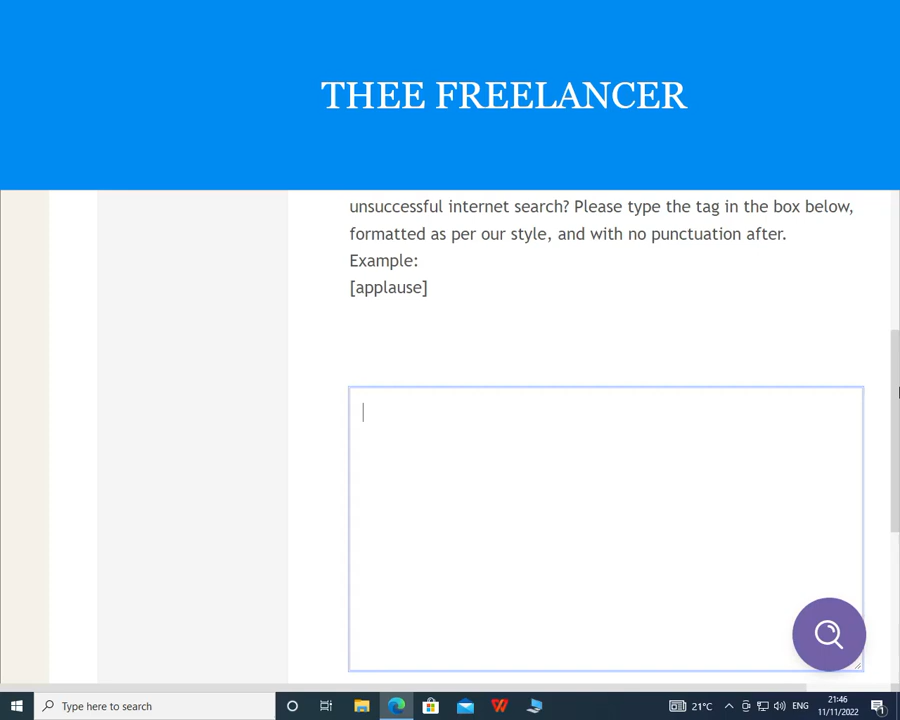 THEE FREELANCER
unsuccessful internet search? Please type the tag in the box below,
formatted as per our style, and with no punctuation after.
Example:
[applause]
Type here to search
21°C
ENG
21:46
11/11/2022
1